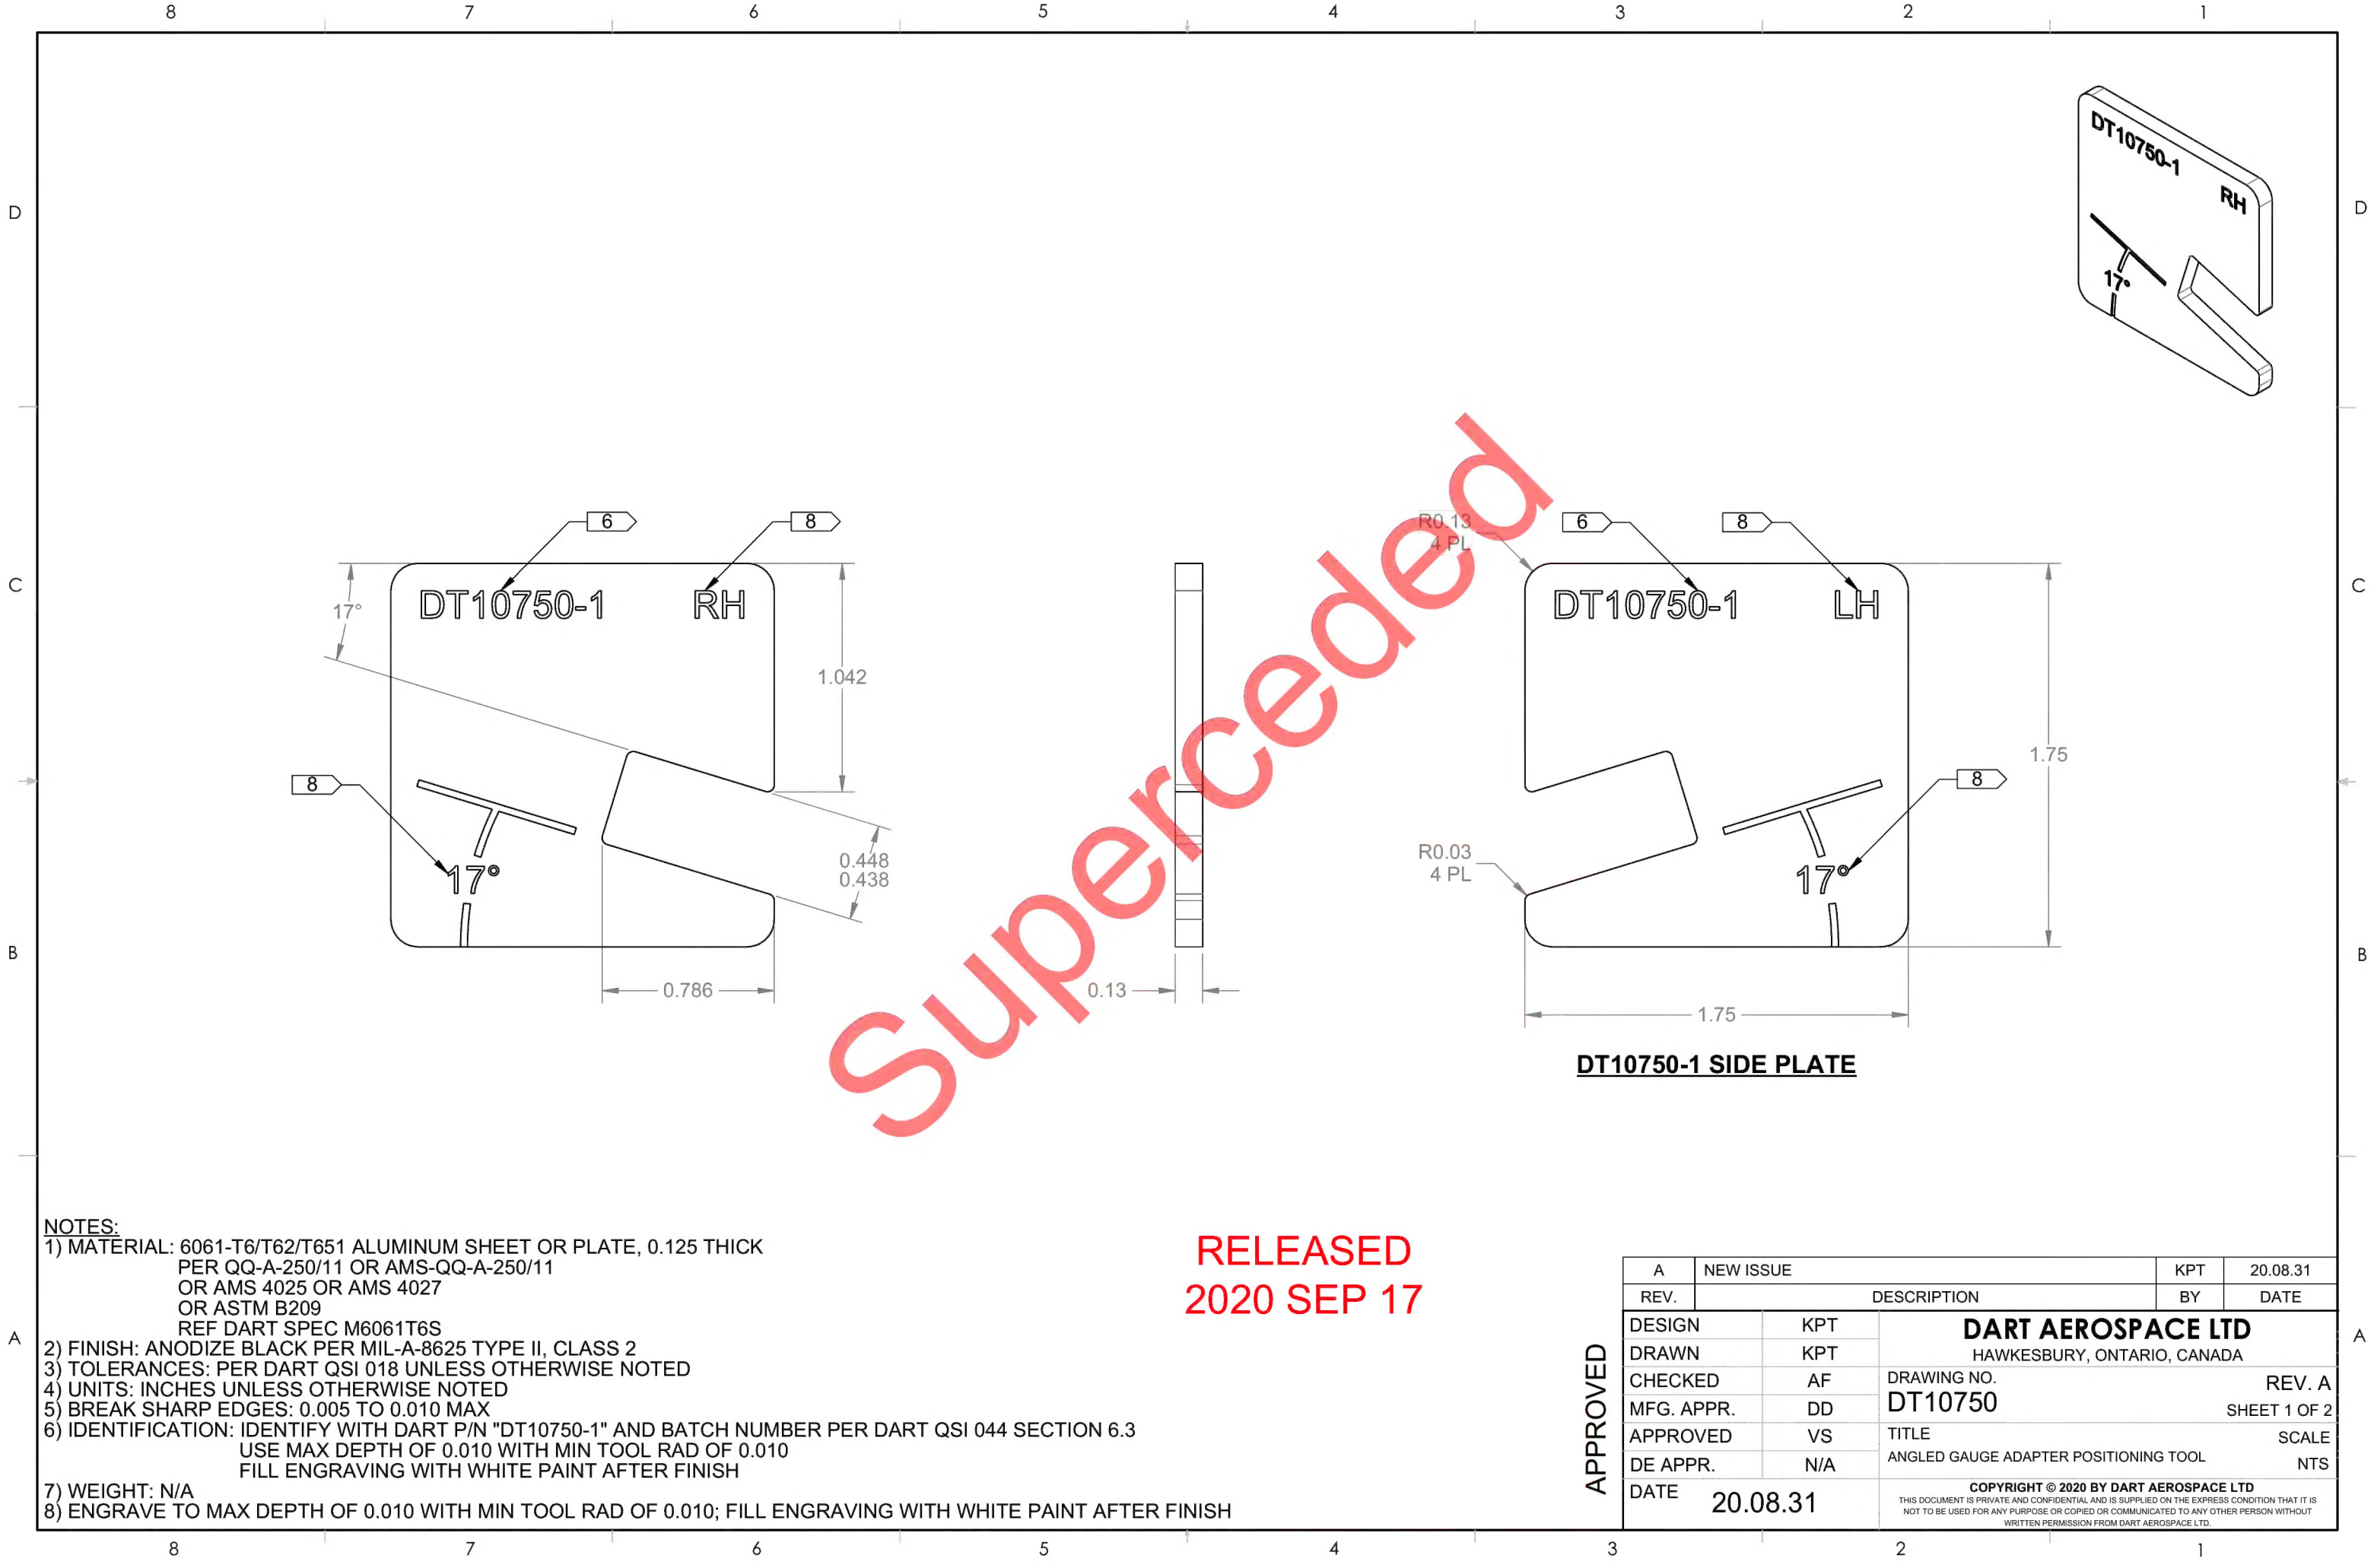 8 7 6 5 4 3 2 1
D D
DT10750-1
RH
17°
6
8
R0.13
4 PL
6
8
C C
17°
DT10750-1 RH
DT10750-1 LH
1.042
1.75
8
8
R0.03
4 PL
0.448
0.438
17°
17°
B B
0.786
0.13
1.75
DT10750-1 SIDE PLATE
Superceded
NOTES:
1) MATERIAL: 6061-T6/T62/T651 ALUMINUM SHEET OR PLATE, 0.125 THICK
PER QQ-A-250/11 OR AMS-QQ-A-250/11
OR AMS 4025 OR AMS 4027
OR ASTM B209
REF DART SPEC M6061T6S
2) FINISH: ANODIZE BLACK PER MIL-A-8625 TYPE II, CLASS 2
3) TOLERANCES: PER DART QSI 018 UNLESS OTHERWISE NOTED
4) UNITS: INCHES UNLESS OTHERWISE NOTED
5) BREAK SHARP EDGES: 0.005 TO 0.010 MAX
6) IDENTIFICATION: IDENTIFY WITH DART P/N "DT10750-1" AND BATCH NUMBER PER DART QSI 044 SECTION 6.3
USE MAX DEPTH OF 0.010 WITH MIN TOOL RAD OF 0.010
FILL ENGRAVING WITH WHITE PAINT AFTER FINISH
7) WEIGHT: N/A
8) ENGRAVE TO MAX DEPTH OF 0.010 WITH MIN TOOL RAD OF 0.010; FILL ENGRAVING WITH WHITE PAINT AFTER FINISH
RELEASED
2020 SEP 17
A A
APPROVED
A NEW ISSUE KPT 20.08.31
REV. DESCRIPTION BY DATE
DESIGN KPT
DRAWN KPT
CHECKED AF
MFG. APPR. DD
APPROVED VS
DE APPR. N/A
DATE 20.08.31
DART AEROSPACE LTD
HAWKESBURY, ONTARIO, CANADA
DRAWING NO. REV. A
DT10750 SHEET 1 OF 2
TITLE SCALE
ANGLED GAUGE ADAPTER POSITIONING TOOL NTS
COPYRIGHT © 2020 BY DART AEROSPACE LTD
THIS DOCUMENT IS PRIVATE AND CONFIDENTIAL AND IS SUPPLIED ON THE EXPRESS CONDITION THAT IT IS
NOT TO BE USED FOR ANY PURPOSE OR COPIED OR COMMUNICATED TO ANY OTHER PERSON WITHOUT
WRITTEN PERMISSION FROM DART AEROSPACE LTD.
8 7 6 5 4 3 2 1